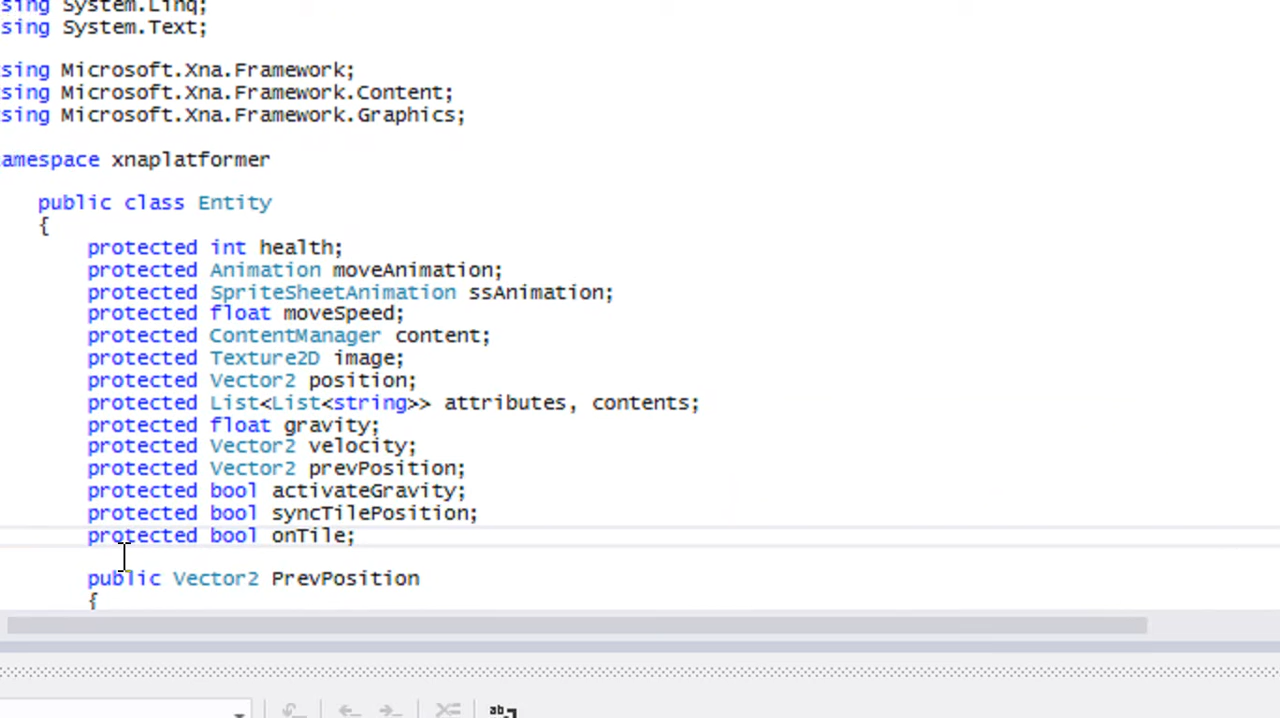 sing System.Linq;
sing System.Text;
sing Microsoft.Xna.Framework;
sing Microsoft.Xna.Framework.Content;
sing Microsoft.Xna.Framework.Graphics;
amespace xnaplatformer
public class Entity
{
protected int health;
protected Animation moveAnimation;
protected SpriteSheetAnimation ssAnimation;
protected float moveSpeed;
protected ContentManager content;
protected Texture2D image;
protected Vector2 position;
protected List<List<string>> attributes, contents;
protected float gravity;
protected Vector2 velocity;
protected Vector2 prevPosition;
protected bool activateGravity;
protected bool syncTilePosition;
protected bool onTile;
public Vector2 PrevPosition
{
ab